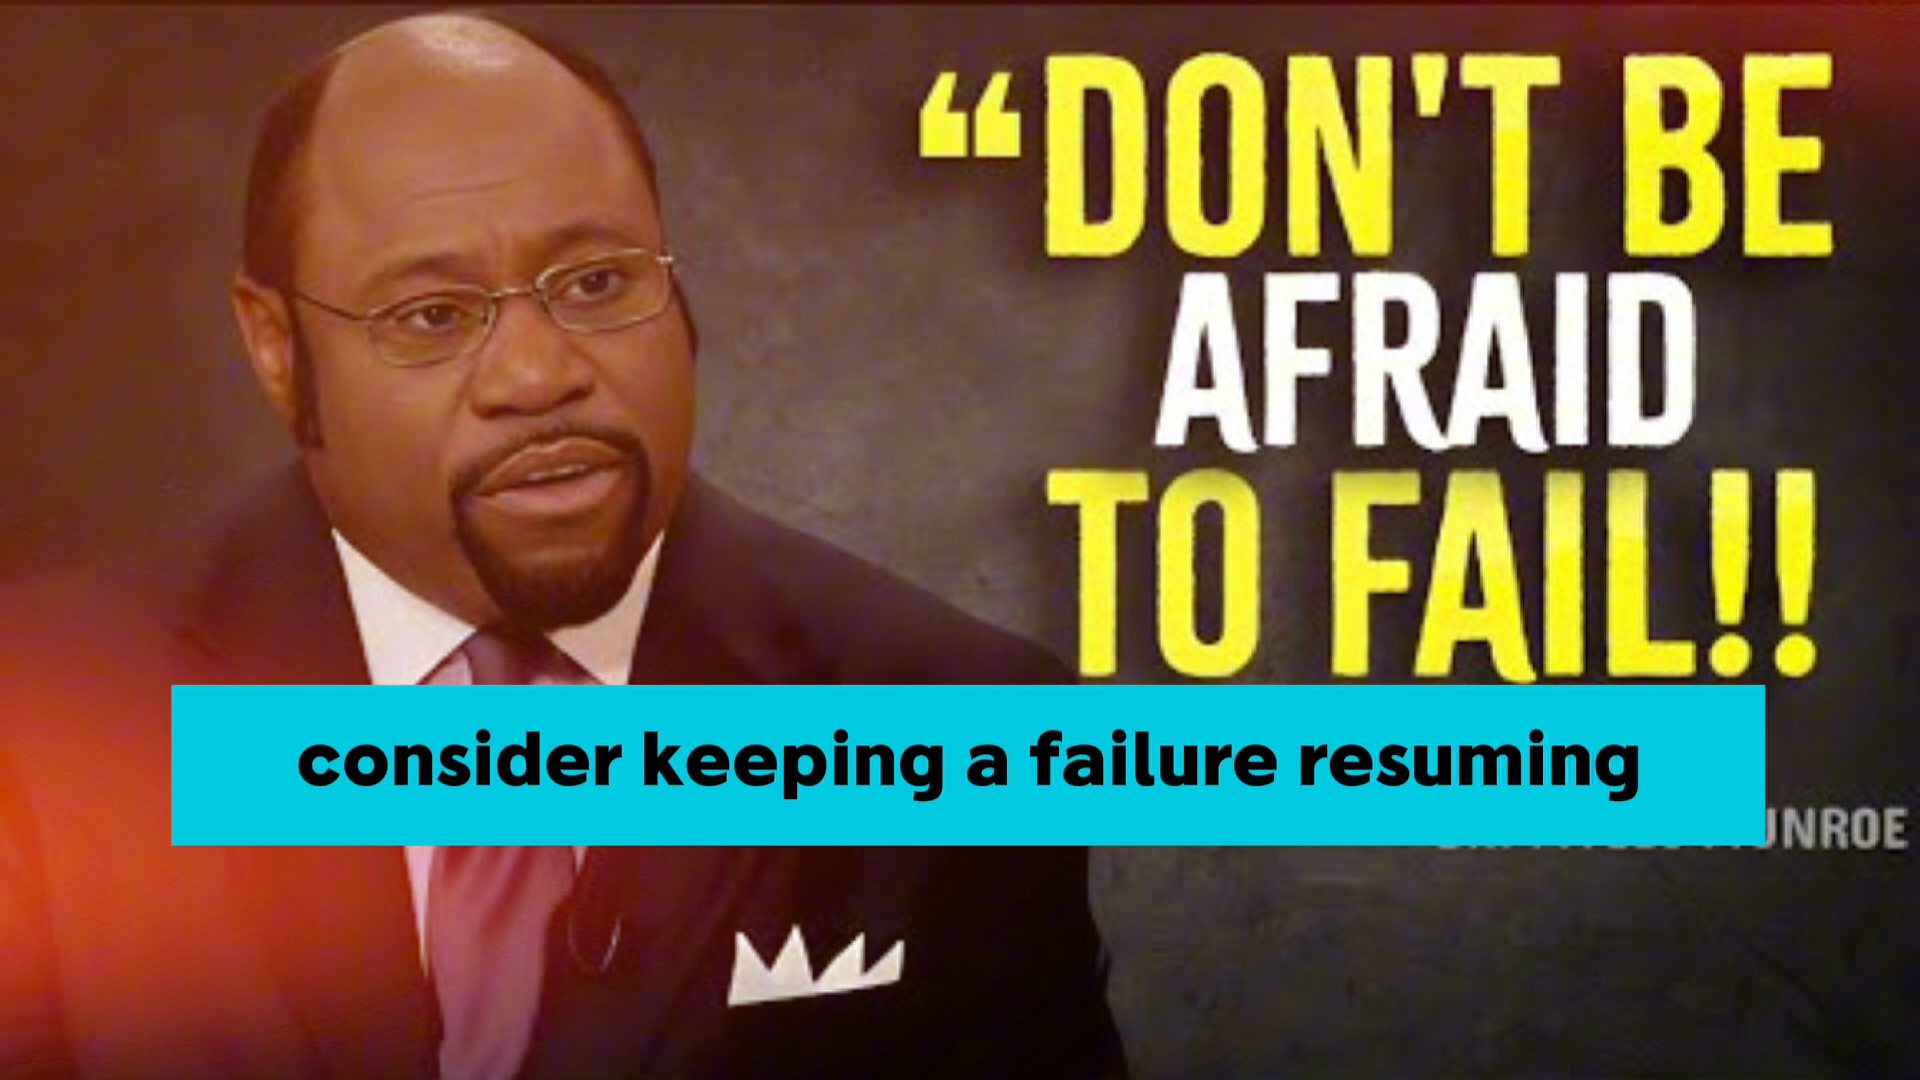 “DON'T BE
AFRAID
TO FAIL!!
consider keeping a failure resuming
UNROE